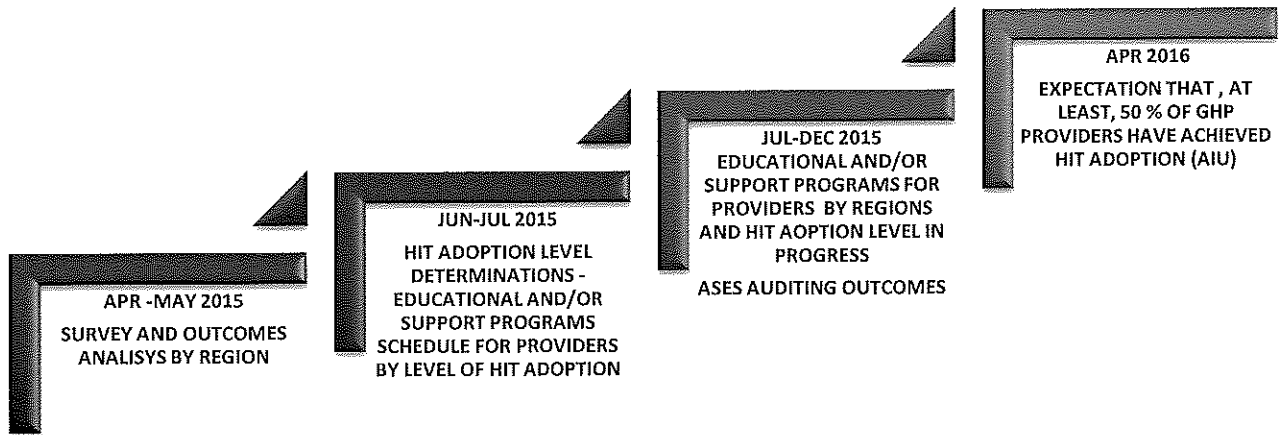 APR -MAY 2015
SURVEY AND OUTCOMES
ANALISYS BY REGION
JUN-JUL 2015
HIT ADOPTION LEVEL
DETERMINATIONS -
EDUCATIONAL AND/OR
SUPPORT PROGRAMS
SCHEDULE FOR PROVIDERS
BY LEVEL OF HIT ADOPTION
JUL-DEC 2015
EDUCATIONAL AND/OR
SUPPORT PROGRAMS FOR
PROVIDERS BY REGIONS
AND HIT AOPTION LEVEL IN
PROGRESS
ASES AUDITING OUTCOMES
APR 2016
EXPECTATION THAT , AT
LEAST, 50 % OF GHP
PROVIDERS HAVE ACHIEVED
HIT ADOPTION (AIU)